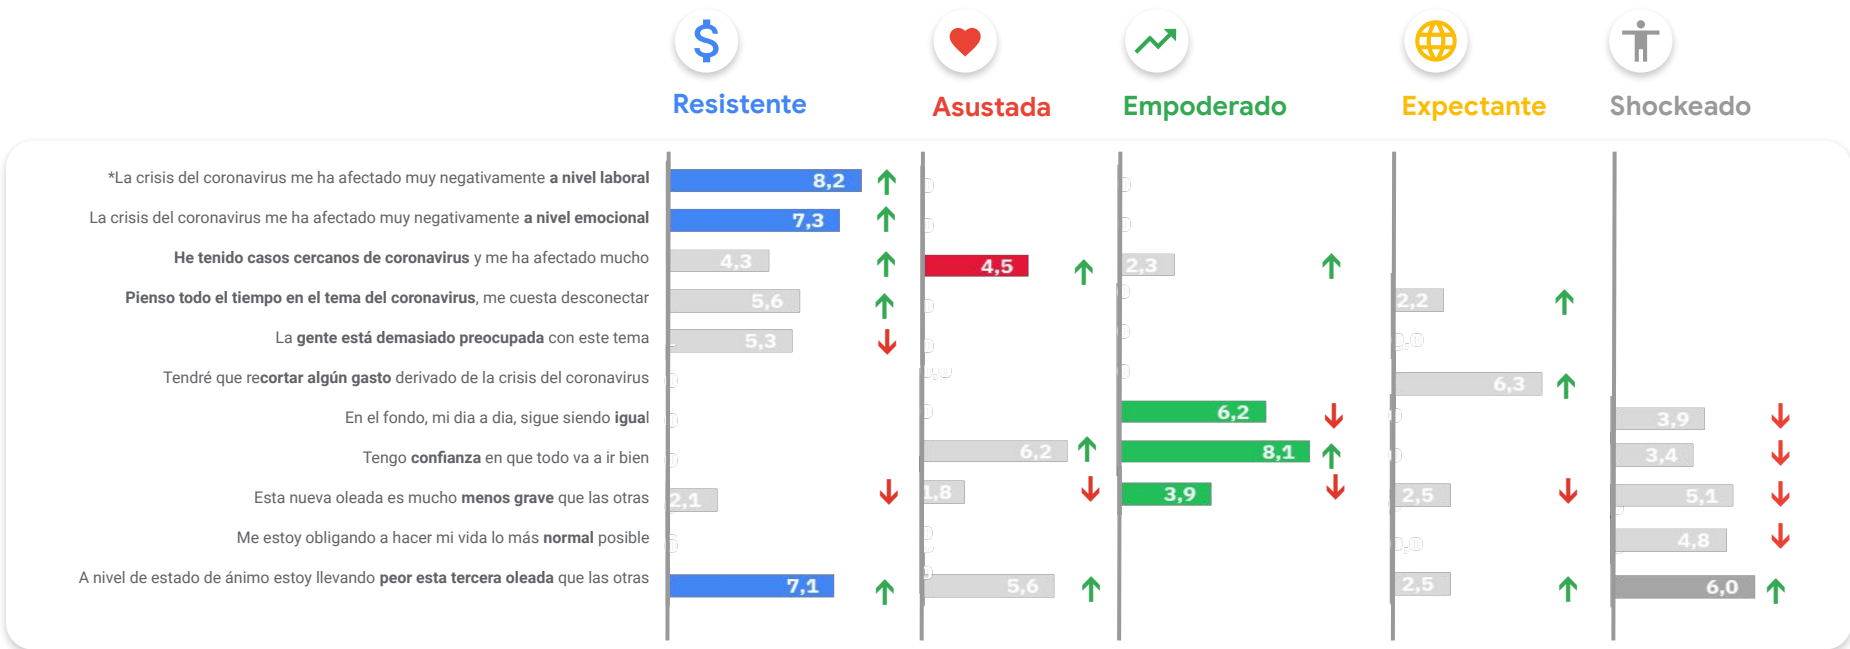 Resistente
Asustada
Empoderado
Expectante
Shockeado
*La crisis del coronavirus me ha afectado muy negativamente a nivel laboral
8,2
La crisis del coronavirus me ha afectado muy negativamente a nivel emocional
7,3
He tenido casos cercanos de coronavirus y me ha afectado mucho
4,3
4,5
2,3
Pienso todo el tiempo en el tema del coronavirus, me cuesta desconectar
5,6
2,2
La gente está demasiado preocupada con este tema
5,3
Tendré que recortar algún gasto derivado de la crisis del coronavirus
6,3
En el fondo, mi dia a dia, sigue siendo igual
6,2
3,9
Tengo confianza en que todo va a ir bien
6,2
8,1
3,4
Esta nueva oleada es mucho menos grave que las otras
2,1
1,8
3,9
2,5
5,1
Me estoy obligando a hacer mi vida lo más normal posible
4,8
A nivel de estado de ánimo estoy llevando peor esta tercera oleada que las otras
7,1
5,6
2,5
6,0